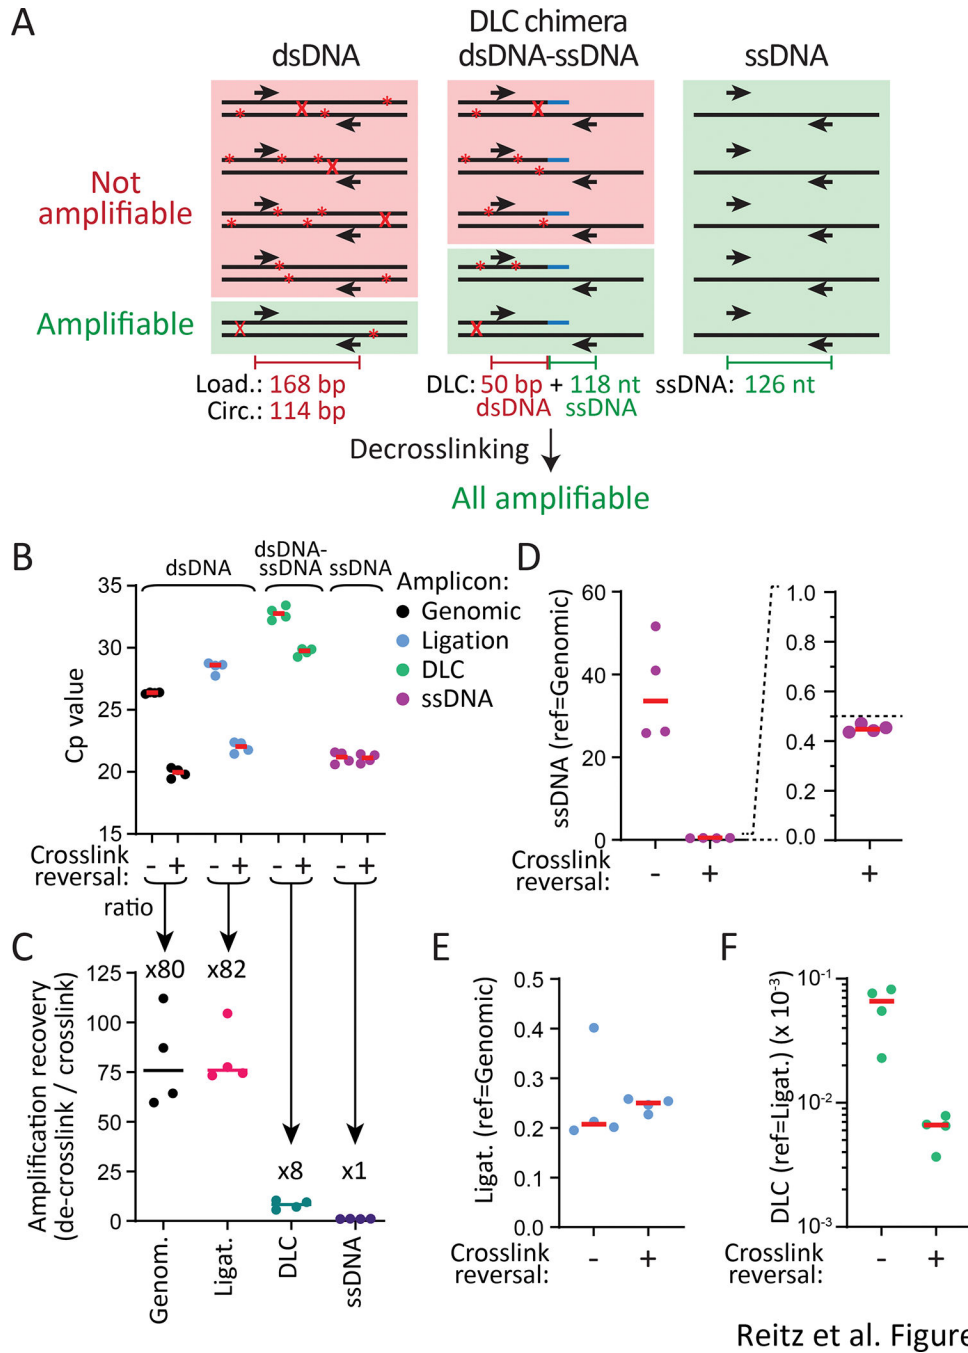 A
DLC chimera
dsDNA
dsDNA-ssDNA
ssDNA
Not
amplifiable
Amplifiable
Load.: 168 bp
Circ.: 114 bp
DLC: 50 bp + 118 nt
dsDNA ssDNA
ssDNA: 126 nt
Decrosslinking
All amplifiable
B
dsDNA
dsDNA-
ssDNA
ssDNA
Amplicon:
Genomic
Ligation
DLC
ssDNA
Cp value
35
30
25
20
15
Crosslink
reversal:
- + - + - + - +
ratio
C
Amplification recovery
(de-crosslink / crosslink)
125
100
75
50
25
0
x80
x82
x8
x1
Genom.
Ligat.
DLC
ssDNA
D
ssDNA (ref=Genomic)
60
40
20
0
1.0
0.8
0.6
0.4
0.2
0.0
Crosslink
reversal:
- + +
E
Ligat. (ref=Genomic)
0.5
0.4
0.3
0.2
0.1
0.0
Crosslink
reversal:
- +
F
DLC (ref=Ligat.) (x 10-3)
10-1
10-2
10-3
Crosslink
reversal:
- +
Reitz et al. Figure